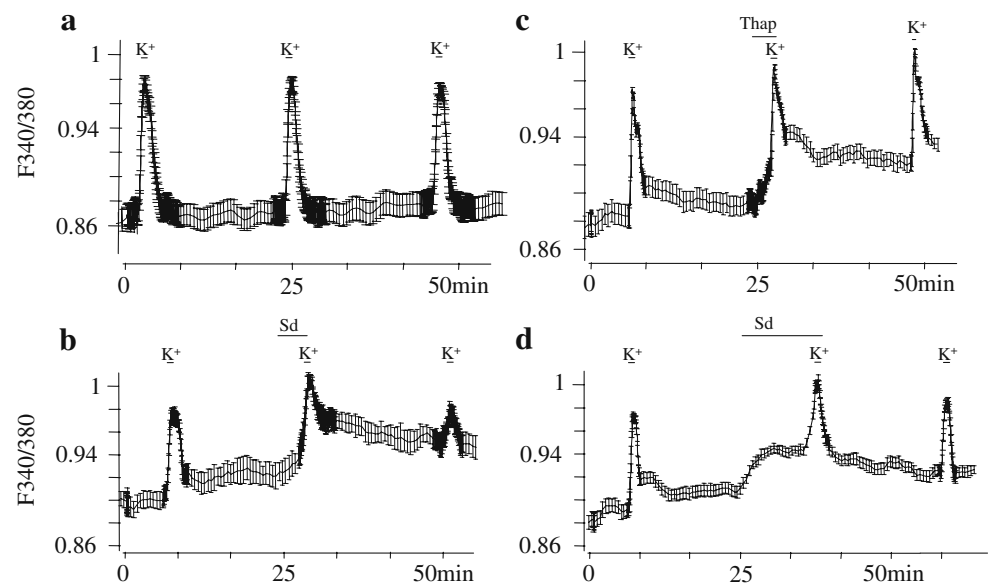 a
K+ K+ K+
F340/380
1
0.94
0.86
0 25 50min
c
Thap
K+ K+ K+
1
0.94
0.86
0 25 50min
b
Sd
K+ K+ K+
F340/380
1
0.94
0.86
0 25 50min
d
Sd
K+ K+ K+
1
0.94
0.86
0 25 50min